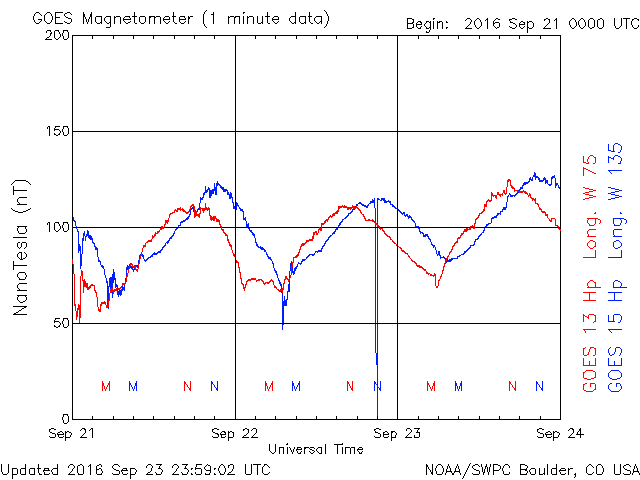 GOES Magnetometer (1 minute data) Begin: 2016 Sep 21 0000 UTC
200
150
100
50
0
NanoTesla (nT)
M M N N M M N N M M N N
Sep 21 Sep 22 Sep 23 Sep 24
Universal Time
GOES 13 Hp Long. W 75
GOES 15 Hp Long. W 135
Updated 2016 Sep 23 23:59:02 UTC NOAA/SWPC Boulder, CO USA